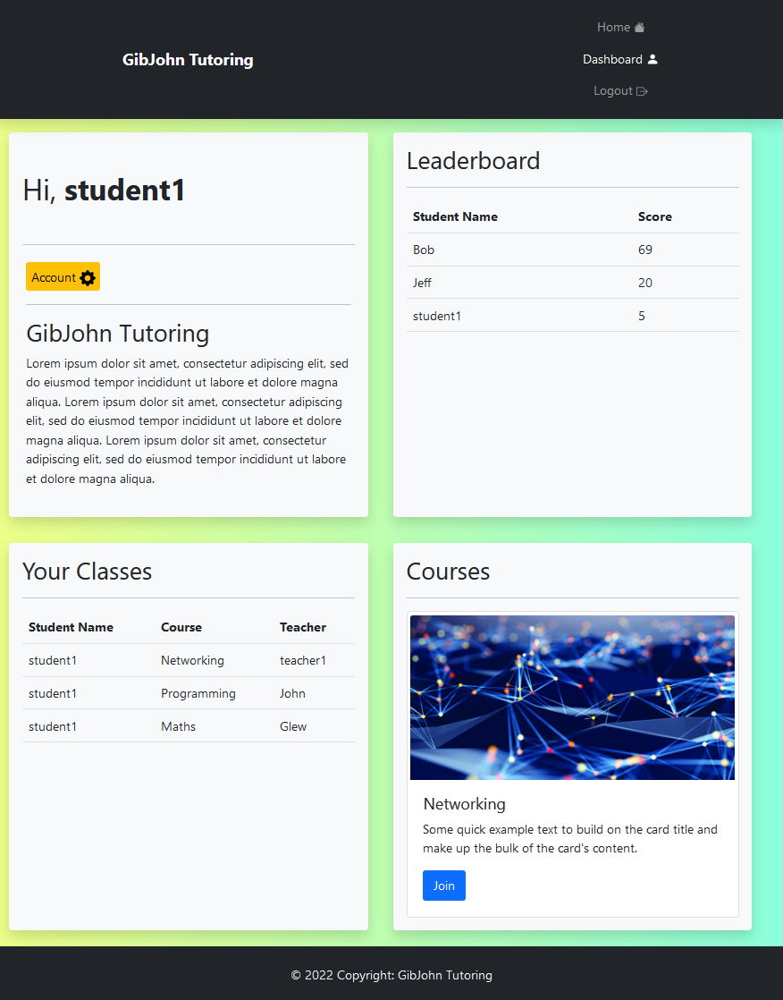 GibJohn Tutoring
Home
Dashboard
Logout
Hi, student1
Account
GibJohn Tutoring
Lorem ipsum dolor sit amet, consectetur adipiscing elit, sed
do eiusmod tempor incididunt ut labore et dolore magna
aliqua. Lorem ipsum dolor sit amet, consectetur adipiscing
elit, sed do eiusmod tempor incididunt ut labore et dolore
magna aliqua. Lorem ipsum dolor sit amet, consectetur
adipiscing elit, sed do eiusmod tempor incididunt ut labore
et dolore magna aliqua.
Leaderboard
Student Name Score
Bob 69
Jeff 20
student1 5
Your Classes
Student Name Course Teacher
student1 Networking teacher1
student1 Programming John
student1 Maths Glew
Courses
Networking
Some quick example text to build on the card title and
make up the bulk of the card's content.
Join
© 2022 Copyright: GibJohn Tutoring